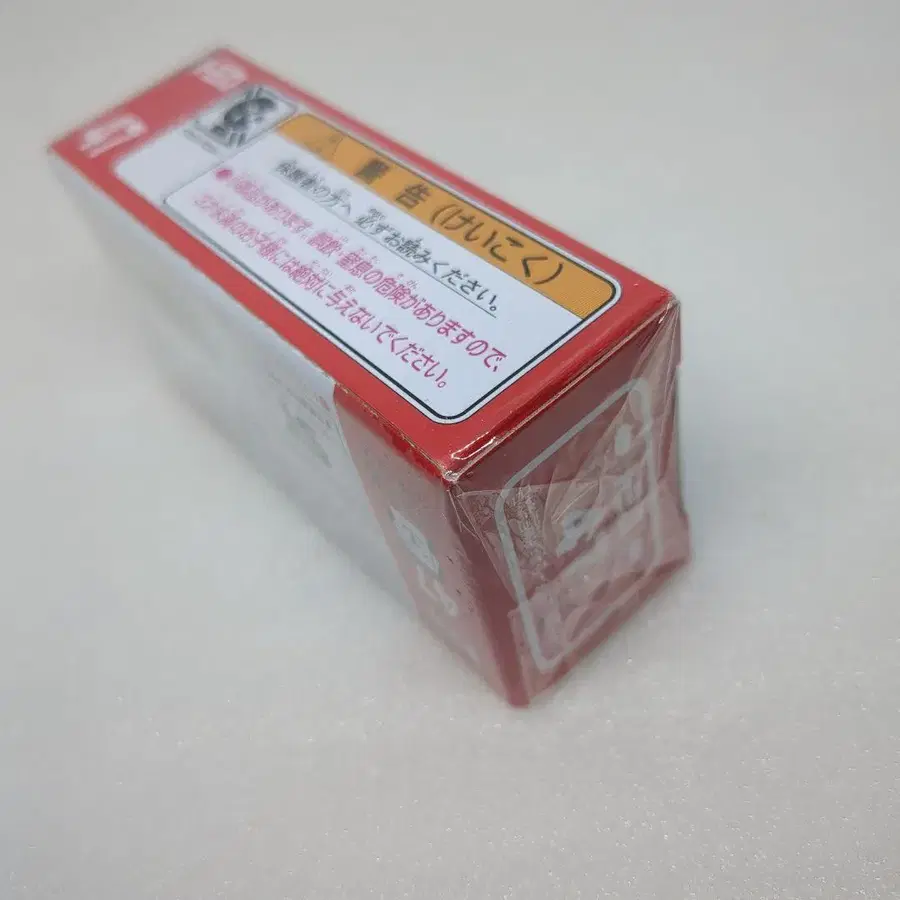 警告(けいこく)
保護者の方へ 必ずお読みください。
●小部品があります。誤飲・窒息の危険がありますので、
3才未満のお子様には絶対に与えないでください。
47